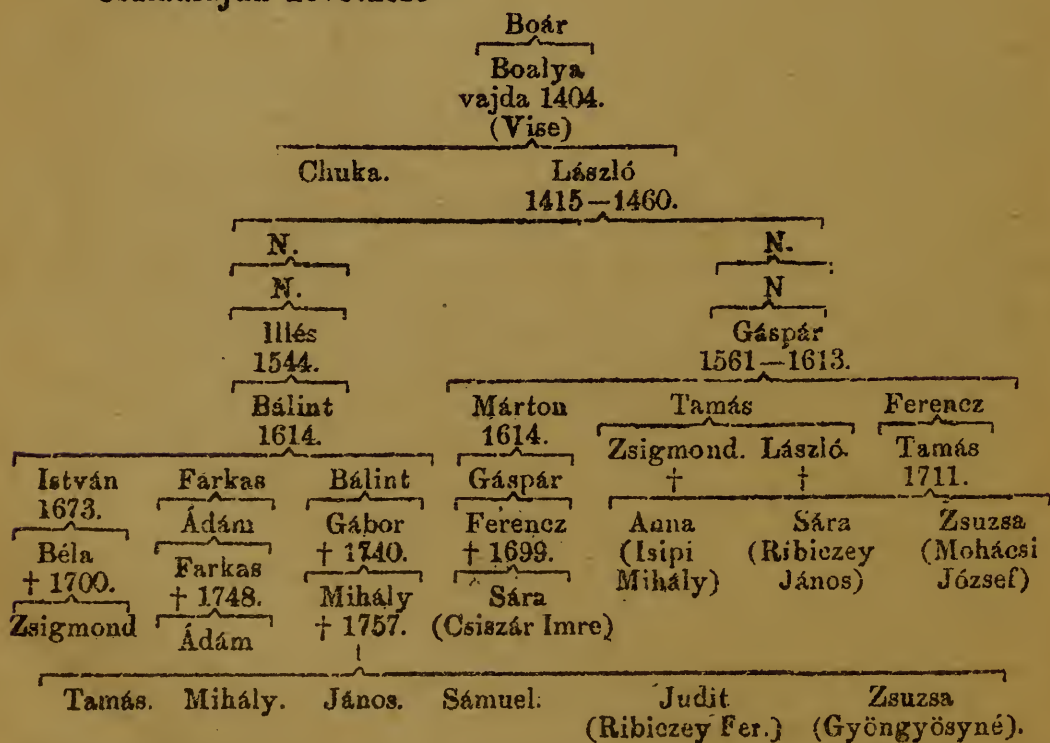 Boár
Boalya
vajda 1404.
(Vise)
Chuka. László
1415—1460.
N. N.
N. N
Illés Gáspár
1544. 1561—1613.
Bálint Márton Tamás Ferencz
1614. 1614. Zsigmond. László. Tamás
István Farkas Bálint Gáspár † † 1711.
1673. Ádám Gábor Ferencz Anna Sára Zsuzsa
Béla Farkas † 1740. † 1699. (Isipi (Ribiczey (Mohácsi
† 1700. † 1748. Mihály Sára Mihály) János) József)
Zsigmond Ádám † 1757. (Csiszár Imre)
Tamás. Mihály. János. Sámuel. Judit Zsuzsa
(Ribiczey Fer.) (Gyöngyösyné).